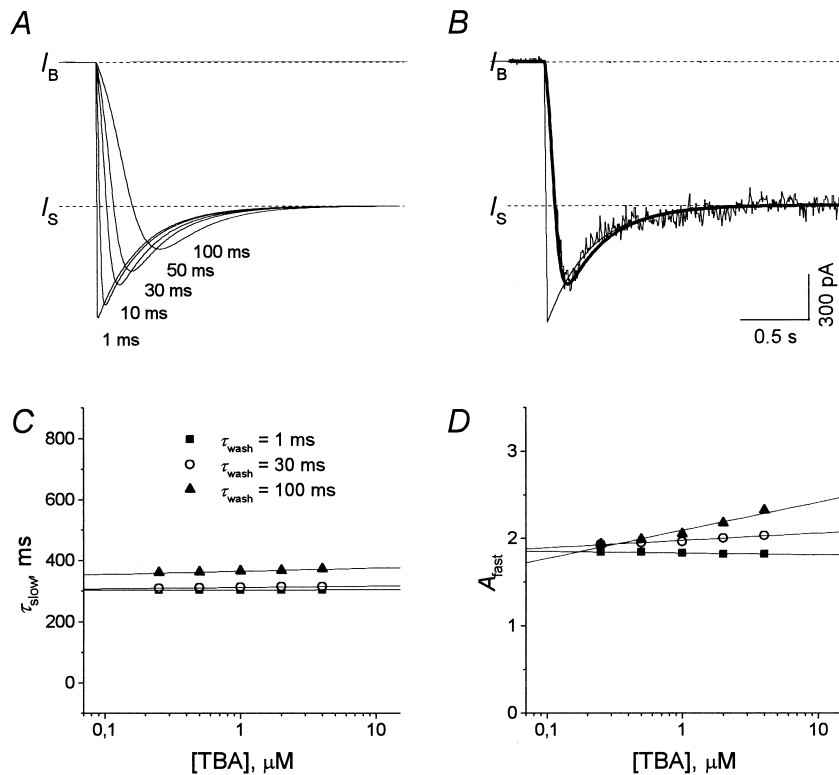 A
I_B
I_S
100 ms
50 ms
30 ms
10 ms
1 ms
B
I_B
I_S
300 pA
0.5 s
C
τ_wash = 1 ms
τ_wash = 30 ms
τ_wash = 100 ms
τ_slow, ms
800
600
400
200
0
0,1
1
10
[TBA], μM
D
A_fast
3
2
1
0
0,1
1
10
[TBA], μM